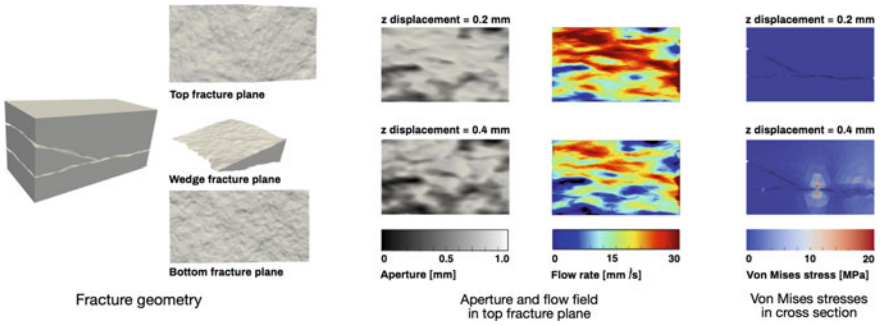 Top fracture plane
Wedge fracture plane
Bottom fracture plane
Fracture geometry
z displacement = 0.2 mm
z displacement = 0.4 mm
0 0.5 1.0
Aperture [mm]
0 15 30
Flow rate [mm /s]
Aperture and flow field
in top fracture plane
z displacement = 0.2 mm
z displacement = 0.4 mm
0 10 20
Von Mises stress [MPa]
Von Mises stresses
in cross section